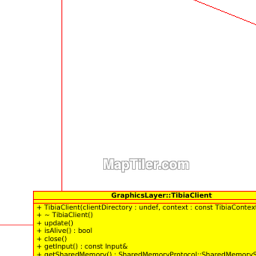 MapTiler.com
GraphicsLayer::TibiaClient
+ TibiaClient(clientDirectory : undef, context : const TibiaContext
+ ~ TibiaClient()
+ update()
+ isAlive() : bool
+ close()
+ getInput() : const Input&
+ getSharedMemory() : SharedMemoryProtocol::SharedMemoryS